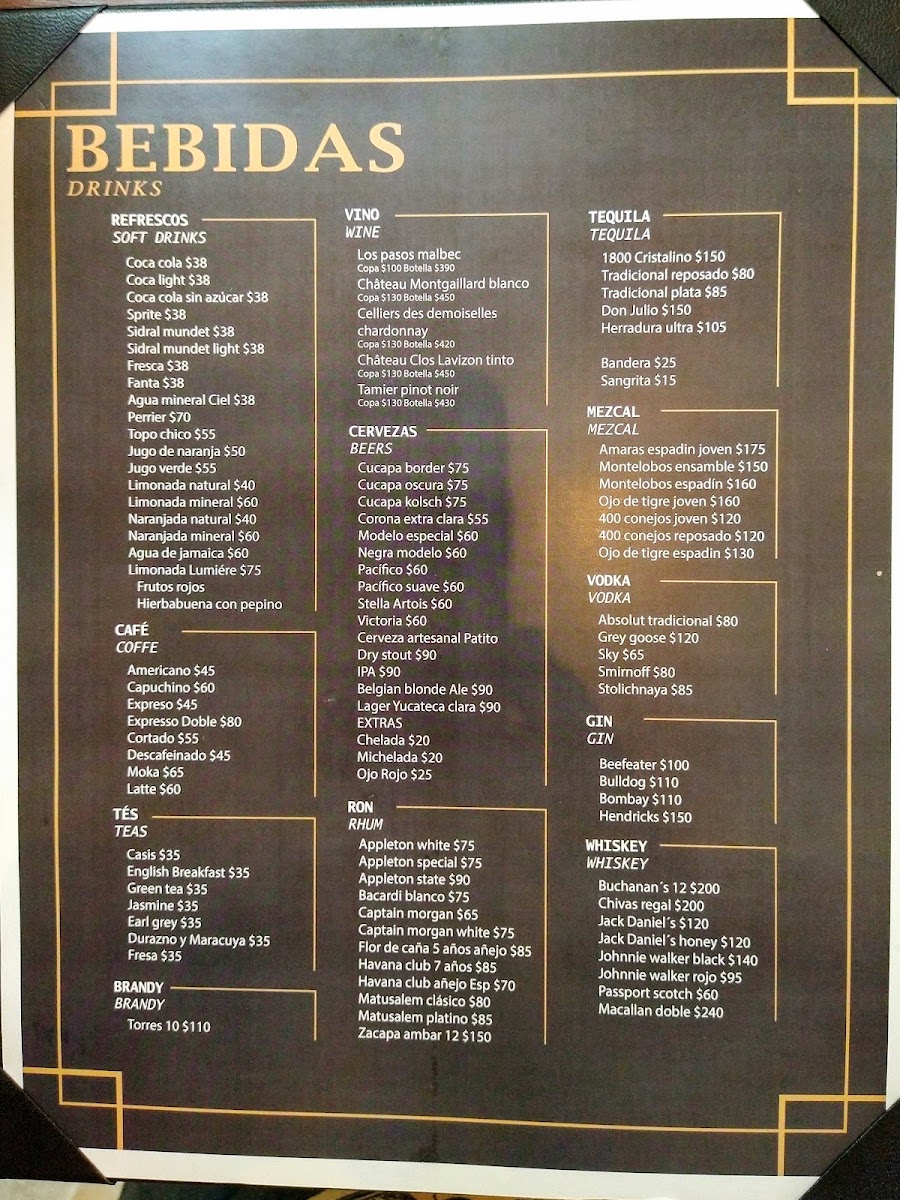 BEBIDAS
DRINKS
REFRESCOS
SOFT DRINKS
Coca cola $38
Coca light $38
Coca cola sin azúcar $38
Sprite $38
Sidral mundet $38
Sidral mundet light $38
Fresca $38
Fanta $38
Agua mineral Ciel $38
Perrier $70
Topo chico $55
Jugo de naranja $50
Jugo verde $55
Limonada natural $40
Limonada mineral $60
Naranjada natural $40
Naranjada mineral $60
Agua de jamaica $60
Limonada Lumiére $75
Frutos rojos
Hierbabuena con pepino
CAFÉ
COFFE
Americano $45
Capuchino $60
Expreso $45
Expresso Doble $80
Cortado $55
Descafeinado $45
Moka $65
Latte $60
TÉS
TEAS
Casis $35
English Breakfast $35
Green tea $35
Jasmine $35
Earl grey $35
Durazno y Maracuya $35
Fresa $35
BRANDY
BRANDY
Torres 10 $110
VINO
WINE
Los pasos malbec
Copa $100 Botella $390
Château Montgaillard blanco
Copa $130 Botella $450
Celliers des demoiselles
chardonnay
Copa $130 Botella $420
Château Clos Lavizon tinto
Copa $130 Botella $450
Tamier pinot noir
Copa $130 Botella $430
CERVEZAS
BEERS
Cucapa border $75
Cucapa oscura $75
Cucapa kolsch $75
Corona extra clara $55
Modelo especial $60
Negra modelo $60
Pacífico $60
Pacífico suave $60
Stella Artois $60
Victoria $60
Cerveza artesanal Patito
Dry stout $90
IPA $90
Belgian blonde Ale $90
Lager Yucateca clara $90
EXTRAS
Chelada $20
Michelada $20
Ojo Rojo $25
RON
RHUM
Appleton white $75
Appleton special $75
Appleton state $90
Bacardi blanco $75
Captain morgan $65
Captain morgan white $75
Flor de caña 5 años añejo $85
Havana club 7 años $85
Havana club añejo Esp $70
Matusalem clásico $80
Matusalem platino $85
Zacapa ambar 12 $150
TEQUILA
TEQUILA
1800 Cristalino $150
Tradicional reposado $80
Tradicional plata $85
Don Julio $150
Herradura ultra $105
Bandera $25
Sangrita $15
MEZCAL
MEZCAL
Amaras espadin joven $175
Montelobos ensamble $150
Montelobos espadín $160
Ojo de tigre joven $160
400 conejos joven $120
400 conejos reposado $120
Ojo de tigre espadin $130
VODKA
VODKA
Absolut tradicional $80
Grey goose $120
Sky $65
Smirnoff $80
Stolichnaya $85
GIN
GIN
Beefeater $100
Bulldog $110
Bombay $110
Hendricks $150
WHISKEY
WHISKEY
Buchanan´s 12 $200
Chivas regal $200
Jack Daniel´s $120
Jack Daniel´s honey $120
Johnnie walker black $140
Johnnie walker rojo $95
Passport scotch $60
Macallan doble $240